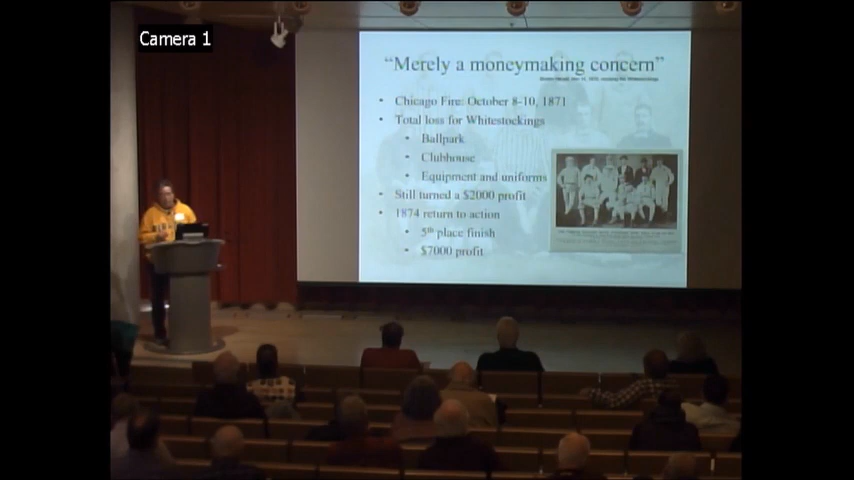 Camera 1
“Merely a moneymaking concern”
• Chicago Fire: October 8-10, 1871
• Total loss for Whitestockings
• Ballpark
• Clubhouse
• Equipment and uniforms
• Still turned a $2000 profit
• 1874 return to action
• 5th place finish
• $7000 profit